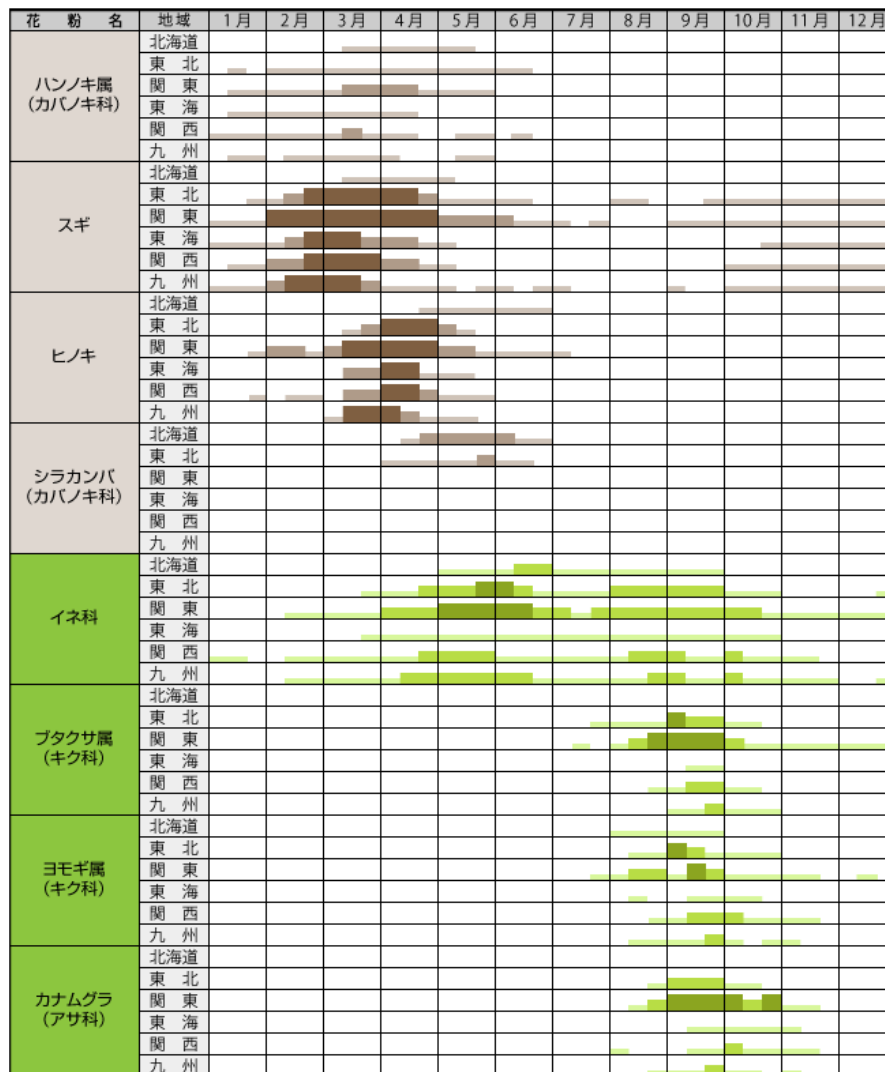 花粉名 地域 1月 2月 3月 4月 5月 6月 7月 8月 9月 10月 11月 12月
ハンノキ属
(カバノキ科)
北海道
東北
関東
東海
関西
九州
スギ
北海道
東北
関東
東海
関西
九州
ヒノキ
北海道
東北
関東
東海
関西
九州
シラカンバ
(カバノキ科)
北海道
東北
関東
東海
関西
九州
イネ科
北海道
東北
関東
東海
関西
九州
ブタクサ属
(キク科)
北海道
東北
関東
東海
関西
九州
ヨモギ属
(キク科)
北海道
東北
関東
東海
関西
九州
カナムグラ
(アサ科)
北海道
東北
関東
東海
関西
九州